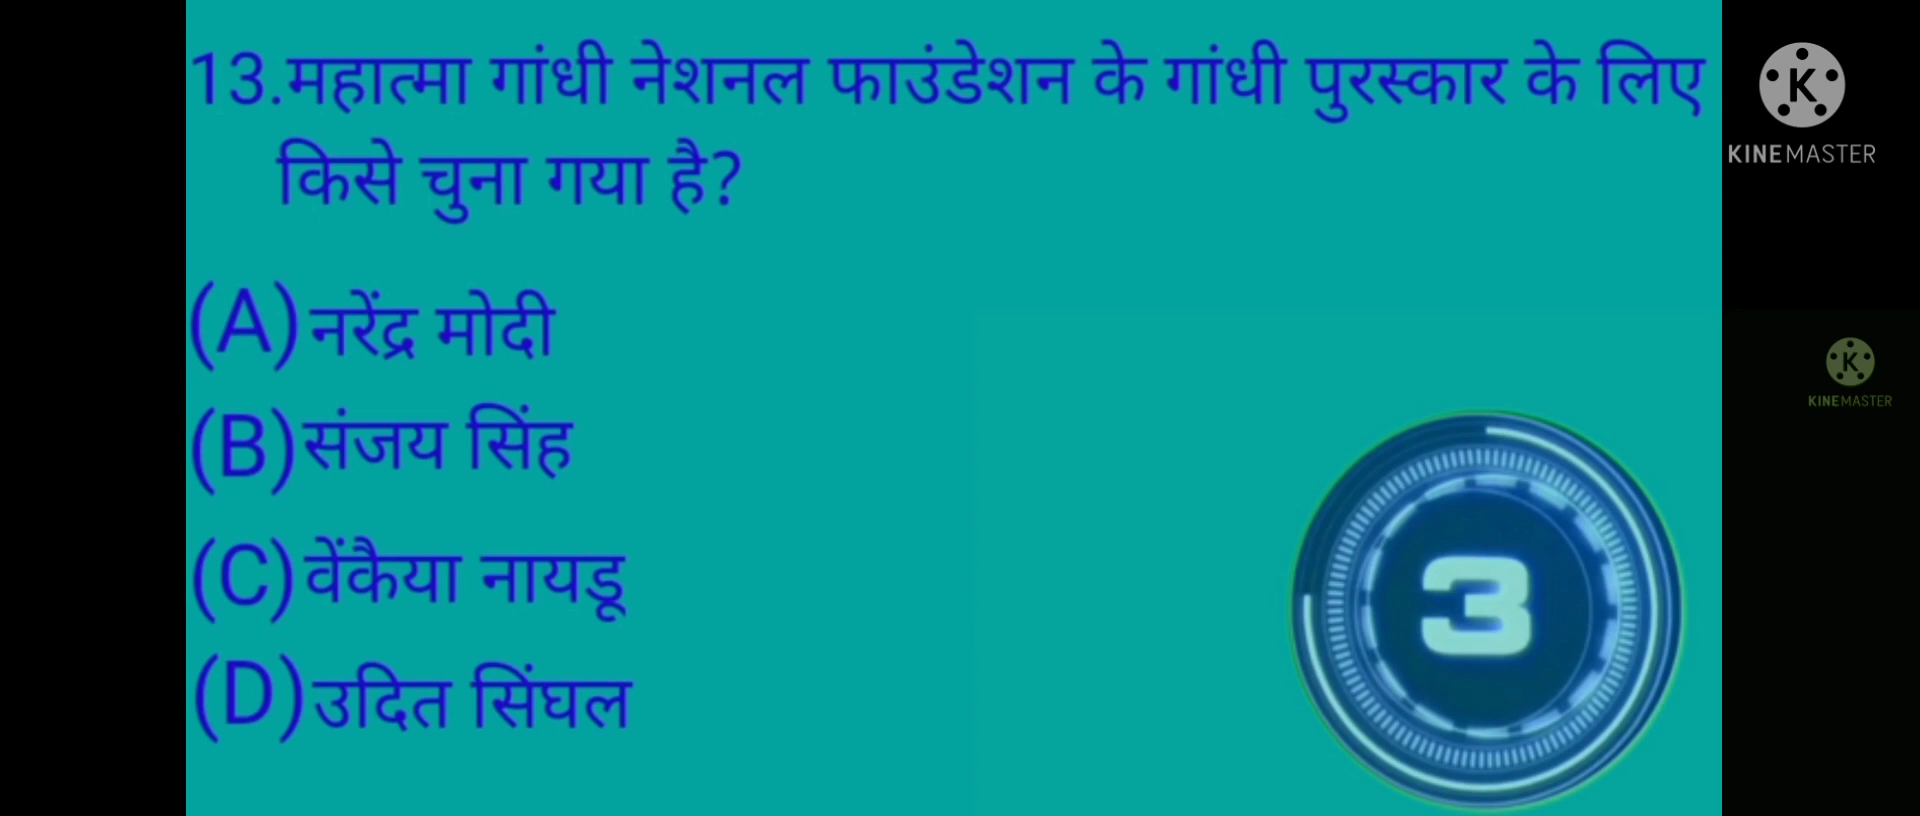 13.महात्मा गांधी नेशनल फाउंडेशन के गांधी पुरस्कार के लिए
किसे चुना गया है?
(A)नरेंद्र मोदी
(B)संजय सिंह
(C)वेंकैया नायडू
(D)उदित सिंघल
3
K
KINEMASTER
K
KINEMASTER